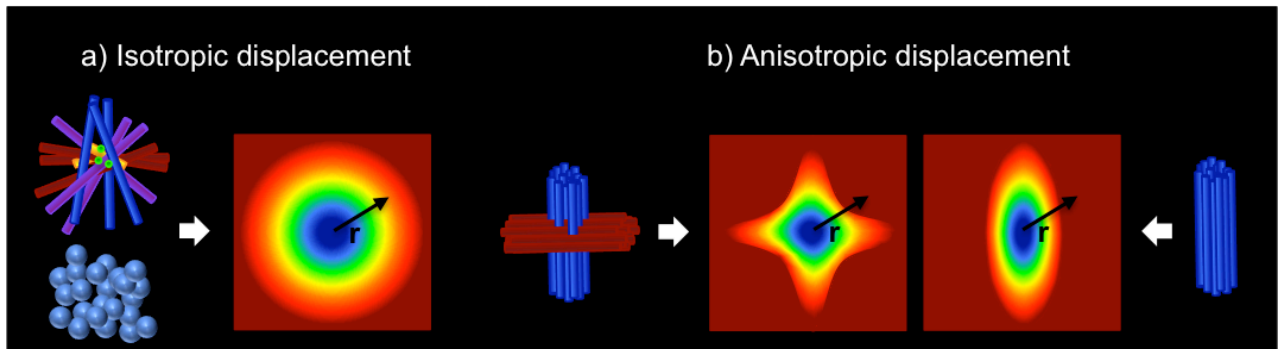 a) Isotropic displacement
b) Anisotropic displacement
r
r
r